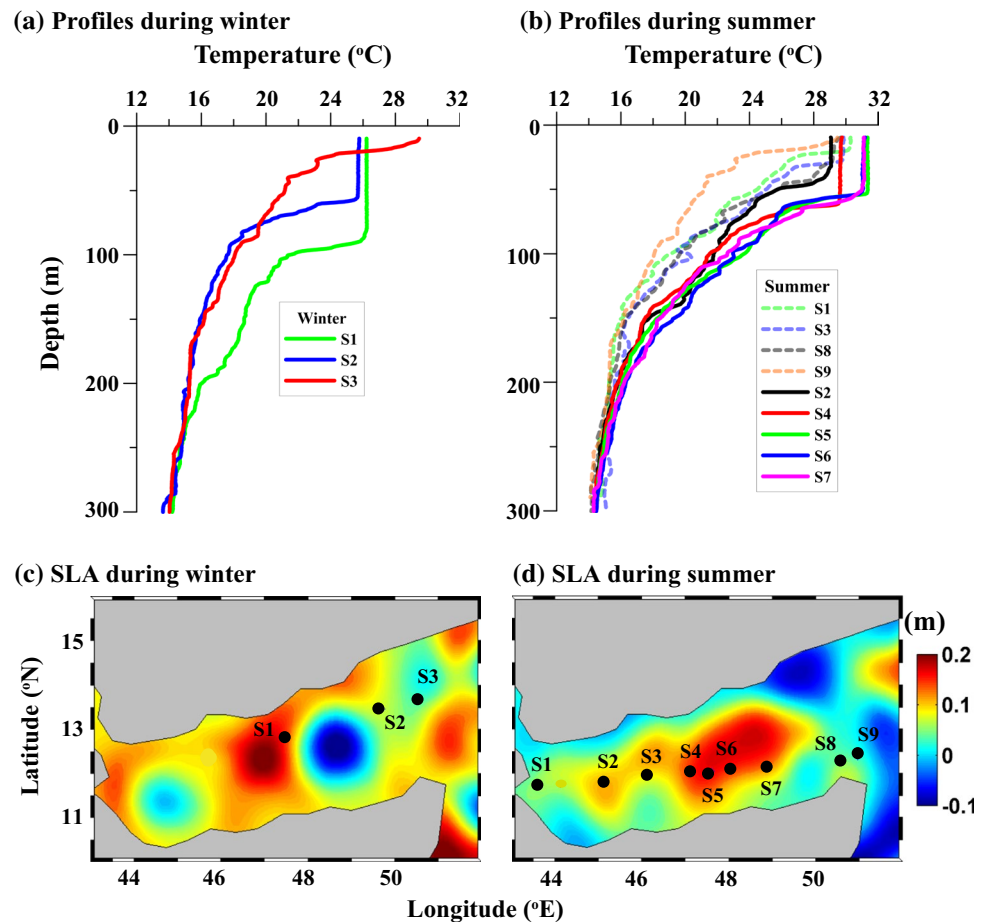 (a) Profiles during winter
Temperature (°C)
12 16 20 24 28 32
0
100
200
300
Depth (m)
Winter
S1
S2
S3
(b) Profiles during summer
Temperature (°C)
12 16 20 24 28 32
0
100
200
300
Summer
S1
S3
S8
S9
S2
S4
S5
S6
S7
(c) SLA during winter
15
13
11
Latitude (°N)
S1
S2
S3
44 46 48 50
(d) SLA during summer
S1
S2
S3
S4
S5
S6
S7
S8
S9
44 46 48 50
(m)
0.2
0.1
0
-0.1
Longitude (°E)